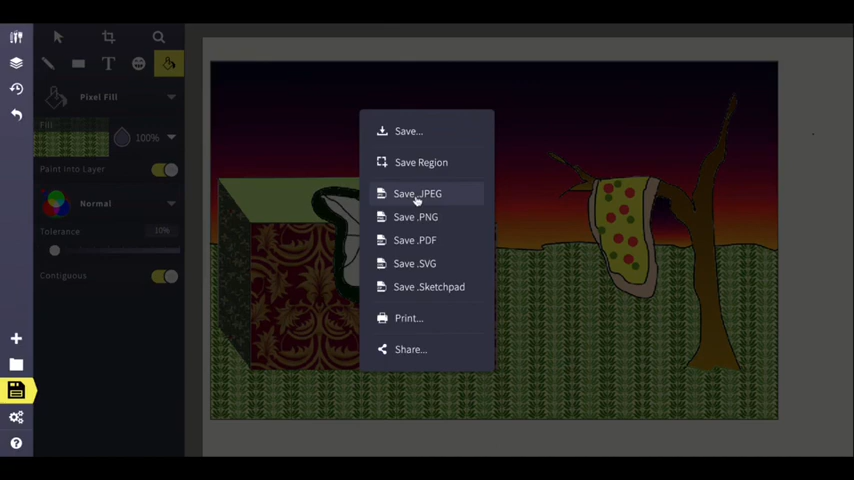 T
Pixel Fill
Fill
100%
Paint Into Layer
Normal
Tolerance
30%
Contiguous
Save...
Save Region
Save .JPEG
Save .PNG
Save .PDF
Save .SVG
Save .Sketchpad
Print...
Share...
?